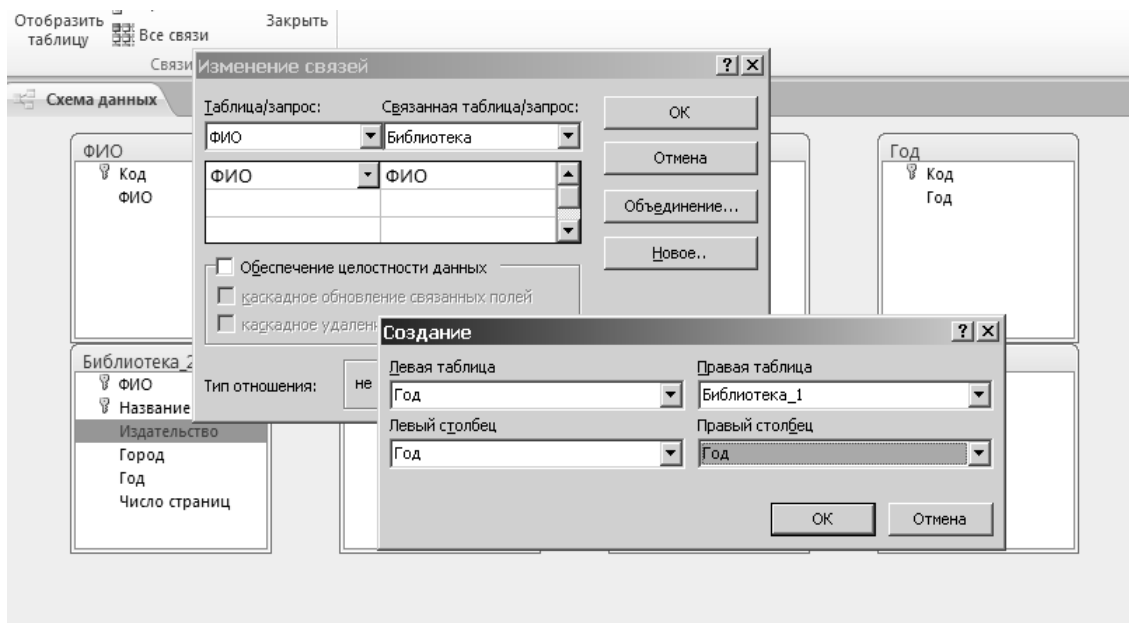 Отобразить
таблицу
Все связи
Закрыть
Связи
Схема данных
ФИО
Код
ФИО
Год
Код
Год
Библиотека_2
ФИО
Название
Издательство
Город
Год
Число страниц
Изменение связей
Таблица/запрос:
Связанная таблица/запрос:
ФИО
Библиотека
ФИО
ФИО
Обеспечение целостности данных
каскадное обновление связанных полей
каскадное удален
Тип отношения:
не
ОК
Отмена
Объединение...
Новое..
Создание
Левая таблица
Правая таблица
Год
Библиотека_1
Левый столбец
Правый столбец
Год
Год
ОК
Отмена